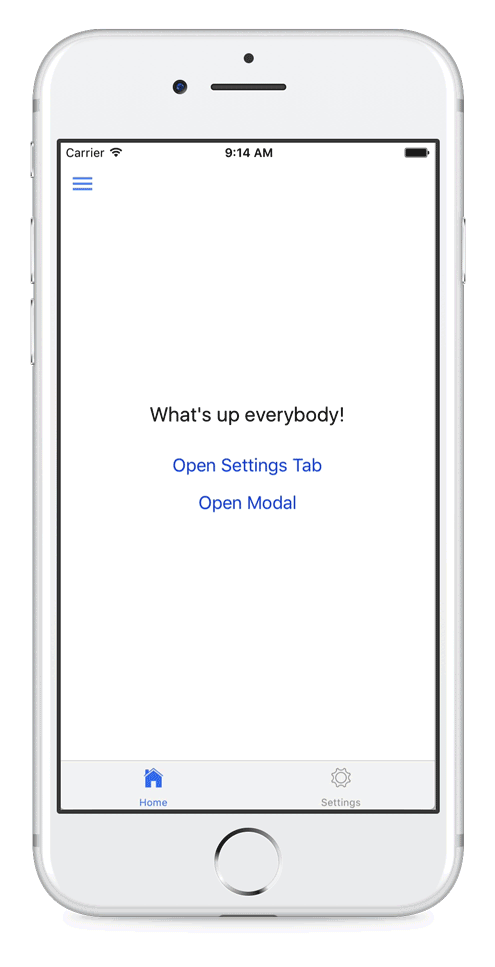 Carrier 9:14 AM
What's up everybody!
Open Settings Tab
Open Modal
Home Settings